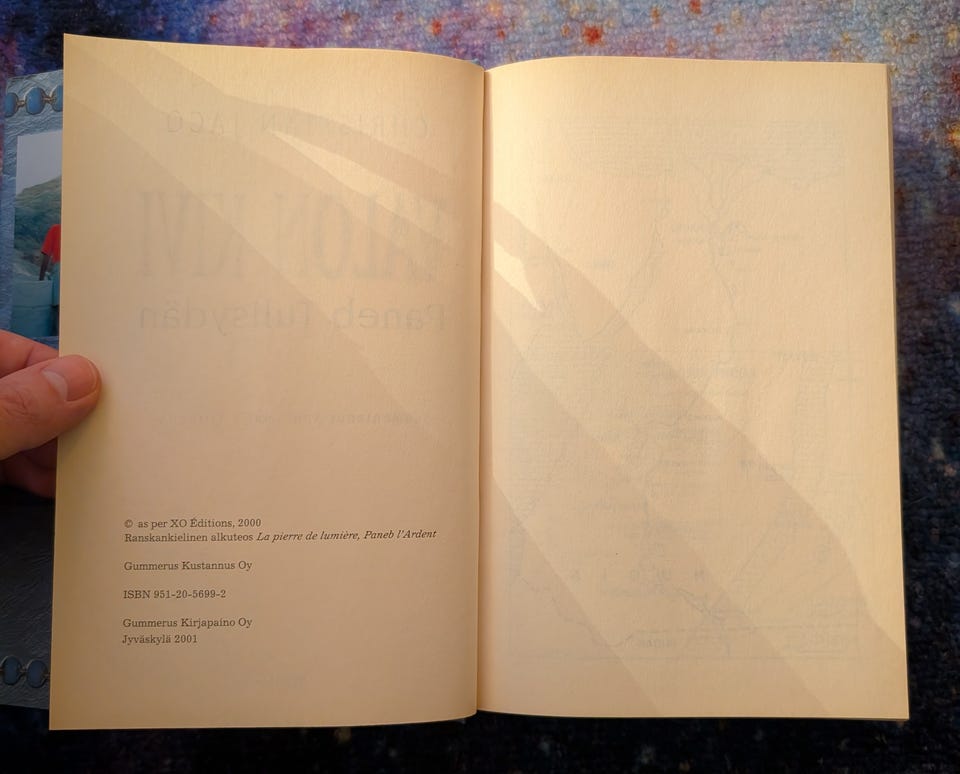 © as per XO Éditions, 2000
Ranskankielinen alkuteos La pierre de lumière, Paneb l'Ardent
Gummerus Kustannus Oy
ISBN 951-20-5699-2
Gummerus Kirjapaino Oy
Jyväskylä 2001